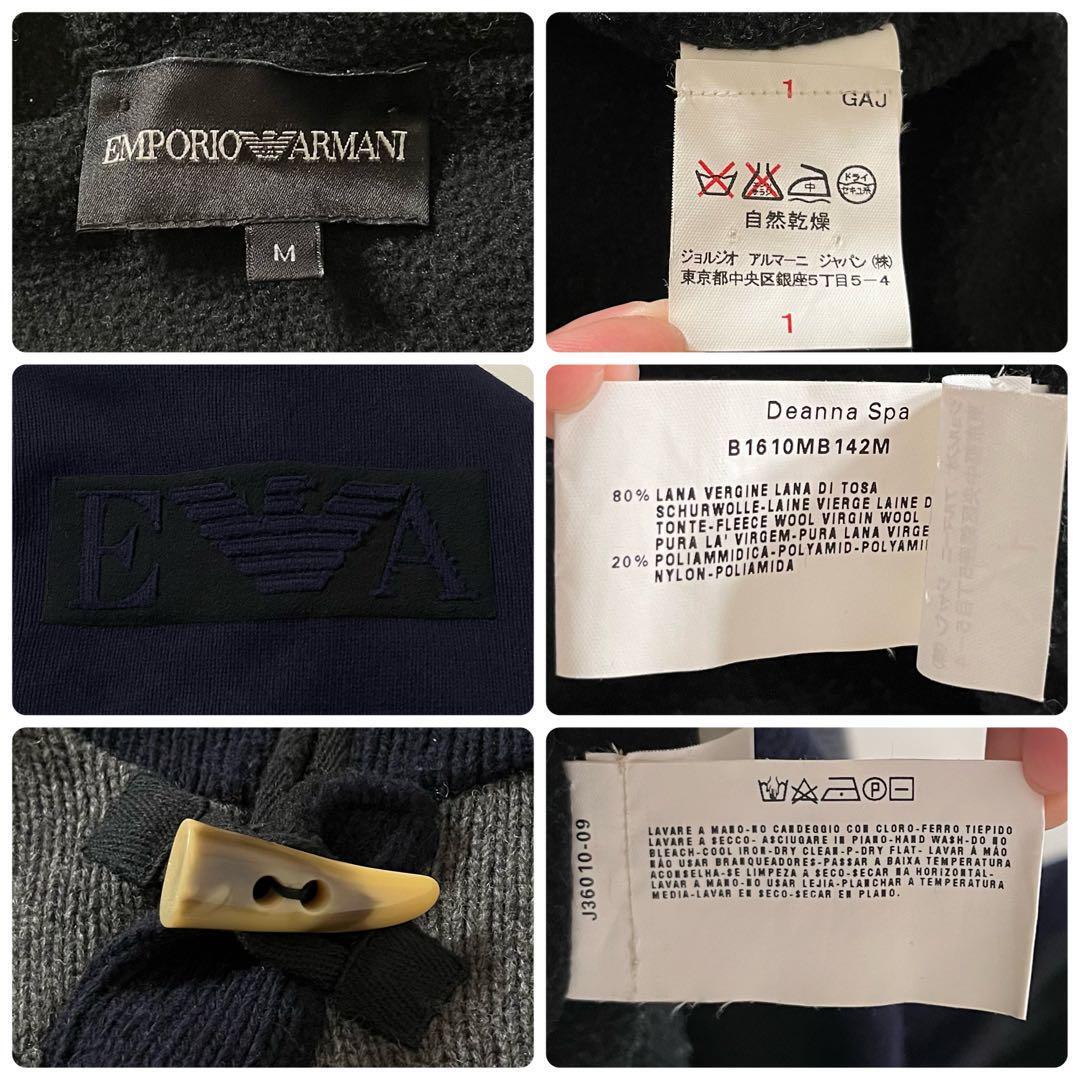 EMPORIO ARMANI
M
1
GAJ
中
ドライ
セキユ系
自然乾燥
ジョルジオ アルマーニ ジャパン(株)
東京都中央区銀座5丁目5-4
1
E A
Deanna Spa
B1610MB142M
80% LANA VERGINE LANA DI TOSA
SCHURWOLLE-LAINE VIERGE LAINE D
TONTE-FLEECE WOOL VIRGIN WOOL
PURA LA' VIRGEM-PURA LANA VIRGE
20% POLIAMMIDICA-POLYAMID-POLYAMI
NYLON-POLIAMIDA
J36010-09
P
LAVARE A MANO-NO CANDEGGIO CON CLORO-FERRO TIEPIDO
LAVARE A SECCO- ASCIUGARE IN PIANO-HAND WASH-DO NO
BLEACH-COOL IRON-DRY CLEAN-P-DRY FLAT- LAVAR À MÃO
NÃO USAR BRANQUEADORES-PASSAR A BAIXA TEMPERATURA
ACONSELHA-SE LIMPEZA A SECO-SECAR NA HORIZONTAL-
LAVAR A MANO-NO USAR LEJIA-PLANCHAR A TEMPERATURA
MEDIA-LAVAR EN SECO-SECAR EN PLANO.